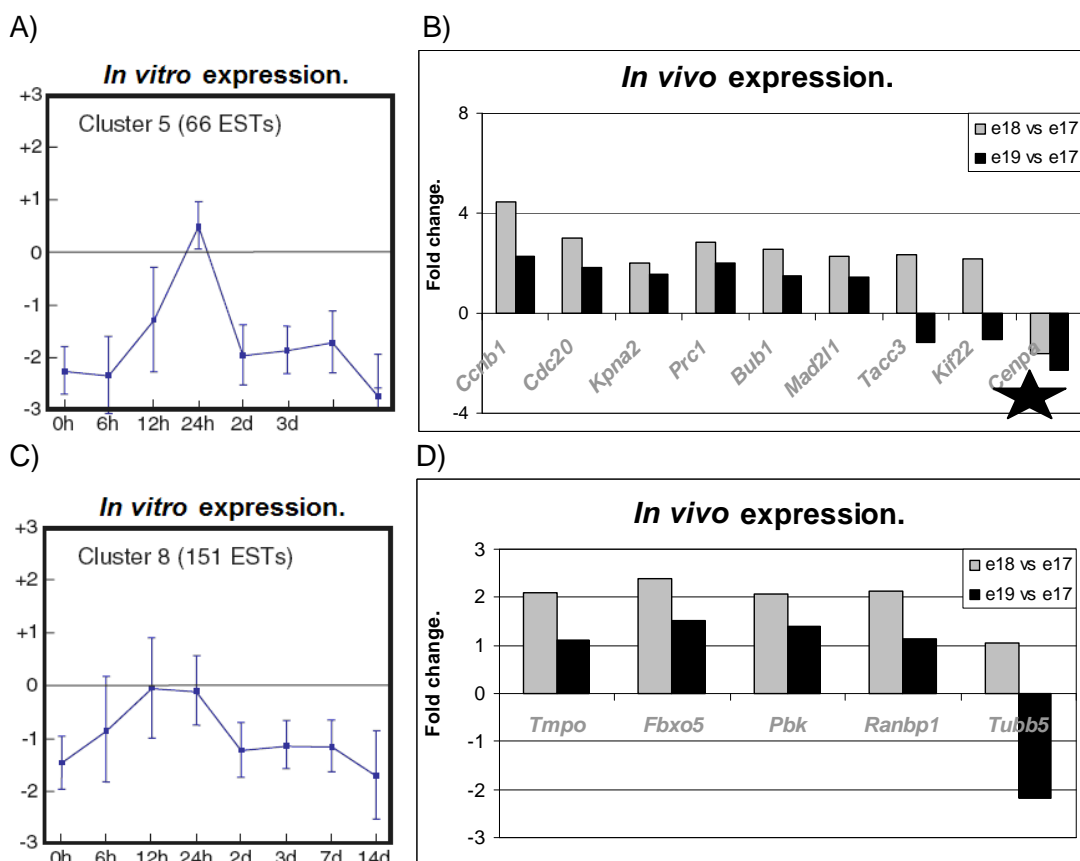 A)
In vitro expression.
+3
Cluster 5 (66 ESTs)
+2
+1
0
-1
-2
-3
0h 6h 12h 24h 2d 3d
B)
In vivo expression.
e18 vs e17
e19 vs e17
Fold change.
8
4
0
-4
Ccnb1 Cdc20 Kpna2 Prc1 Bub1 Mad2l1 Tacc3 Kif22 Cenpa
C)
In vitro expression.
+3
Cluster 8 (151 ESTs)
+2
+1
0
-1
-2
-3
0h 6h 12h 24h 2d 3d 7d 14d
D)
In vivo expression.
e18 vs e17
e19 vs e17
Fold change.
3
2
1
0
-1
-2
-3
Tmpo Fbxo5 Pbk Ranbp1 Tubb5